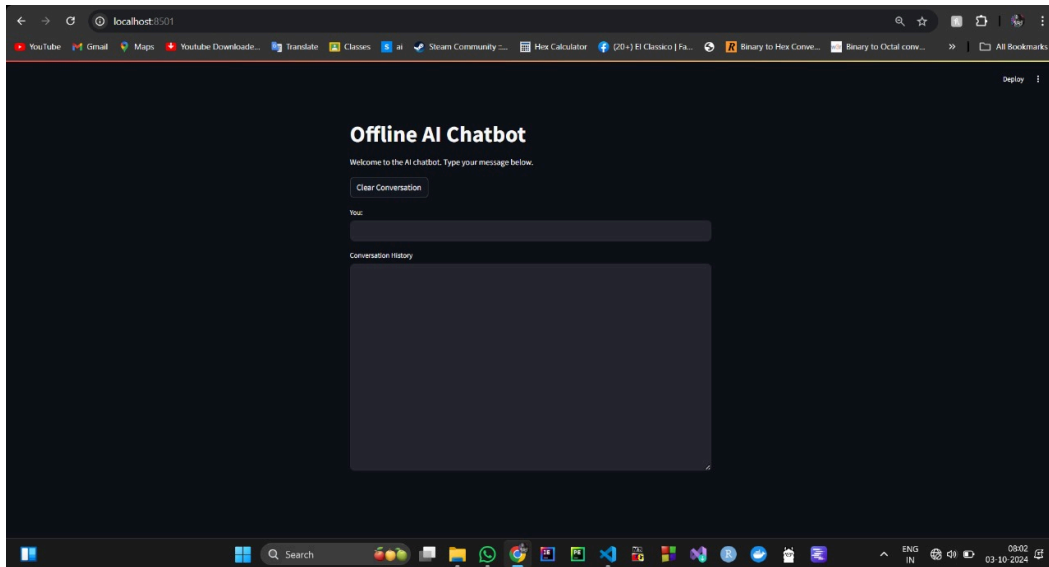 localhost:8501
YouTube Gmail Maps Youtube Downloade... Translate Classes ai Steam Community ::... Hex Calculator (20+) El Classico | Fa... Binary to Hex Conve... Binary to Octal conv... » All Bookmarks
Deploy
Offline AI Chatbot
Welcome to the AI chatbot. Type your message below.
Clear Conversation
You:
Conversation History
Search
ENG
IN
08:02
03-10-2024